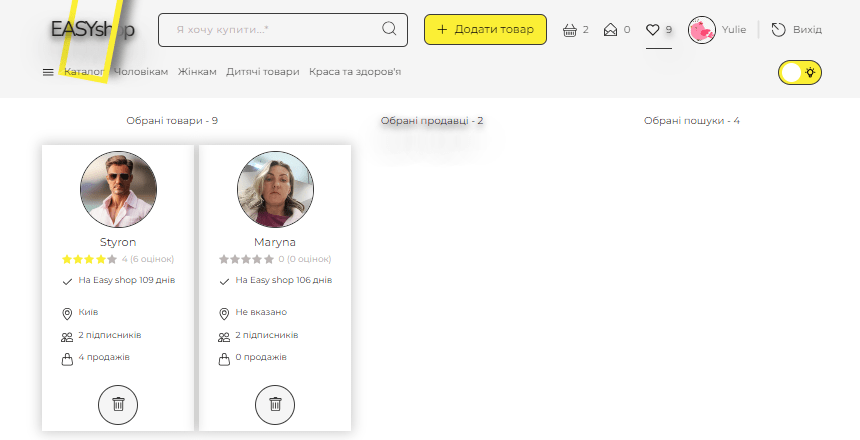 EASYshop
Я хочу купити...*
+ Додати товар
2
0
9
Yulie
Вихід
Каталог Чоловікам Жінкам Дитячі товари Краса та здоров'я
Обрані товари - 9
Обрані продавці - 2
Обрані пошуки - 4
Styron
4 (6 оцінок)
На Easy shop 109 днів
Київ
2 підписників
4 продажів
Maryna
0 (0 оцінок)
На Easy shop 106 днів
Не вказано
2 підписників
0 продажів